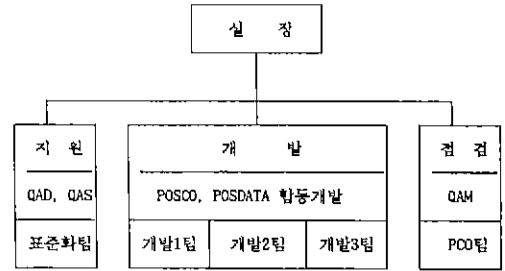 실 장
지 원
개 발
점 검
QAD, QAS
POSCO, POSDATA 합동개발
QAM
표준화팀
개발1팀
개발2팀
개발3팀
PCO팀